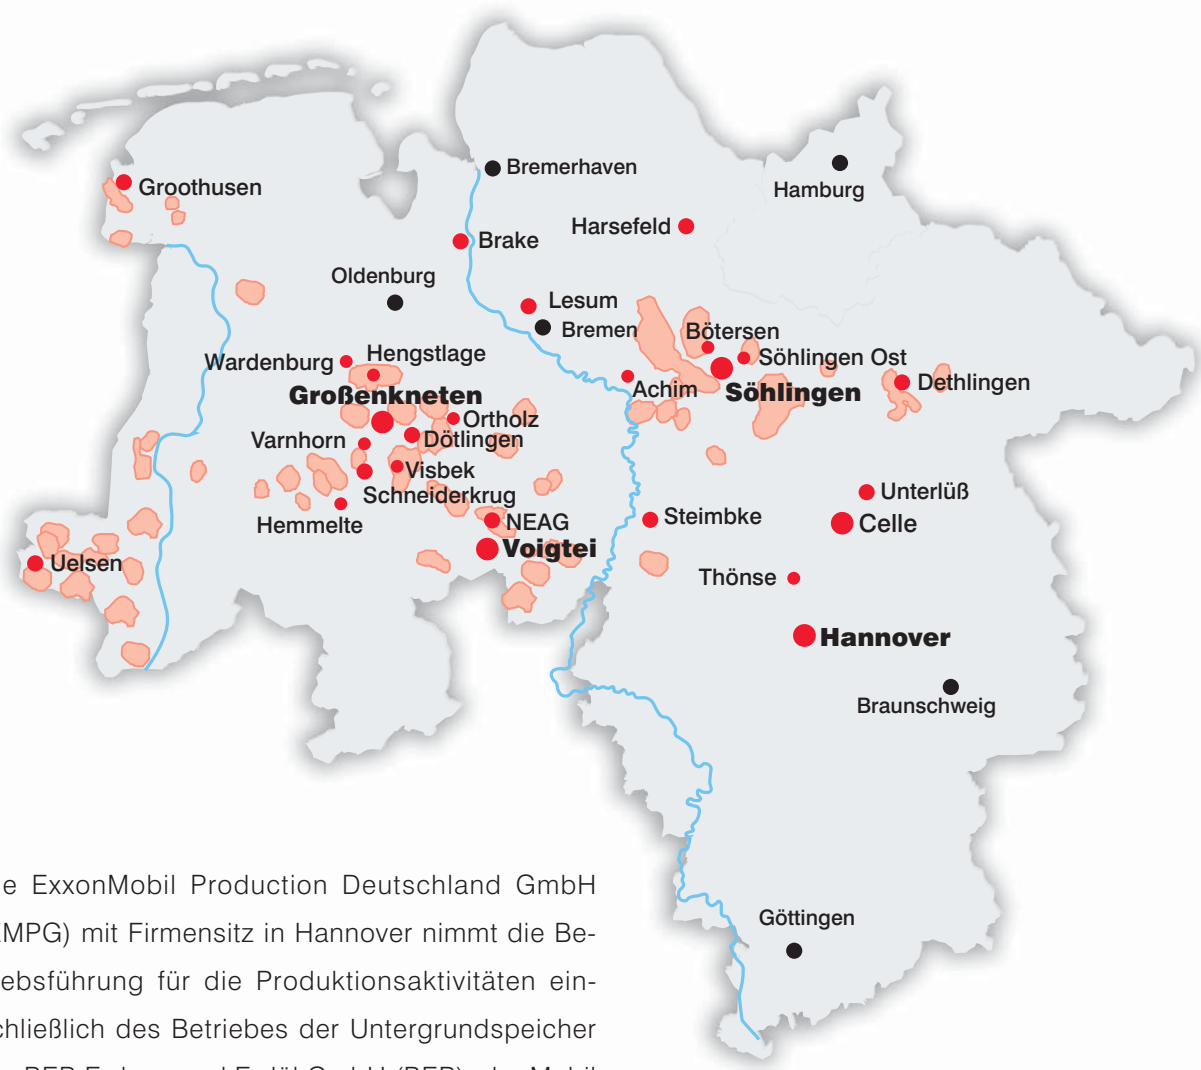 Bremerhaven
Hamburg
Groothusen
Harsefeld
Brake
Oldenburg
Lesum
Bremen
Bötersen
Wardenburg
Hengstlage
Söhlingen Ost
Großenkneten
Achim
Söhlingen
Dethlingen
Ortholz
Varnhorn
Dötlingen
Visbek
Schneiderkrug
Unterlüß
Hemmelte
NEAG
Steimbke
Celle
Voigtei
Uelsen
Thönse
Hannover
Braunschweig
Göttingen
e ExxonMobil Production Deutschland GmbH
MPG) mit Firmensitz in Hannover nimmt die Be-
ebsführung für die Produktionsaktivitäten ein-
chließlich des Betriebes der Untergrundspeicher